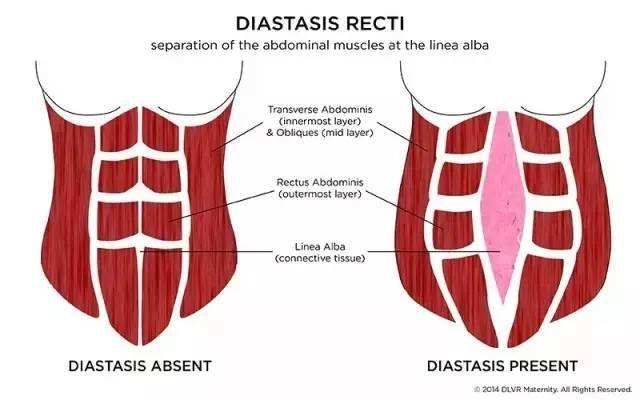 DIASTASIS RECTI
separation of the abdominal muscles at the linea alba
Transverse Abdominis
(innermost layer)
& Obliques (mid layer)
Rectus Abdominis
(outermost layer)
Linea Alba
(connective tissue)
DIASTASIS ABSENT
DIASTASIS PRESENT
© 2014 DLVR Maternity. All Rights Reserved.